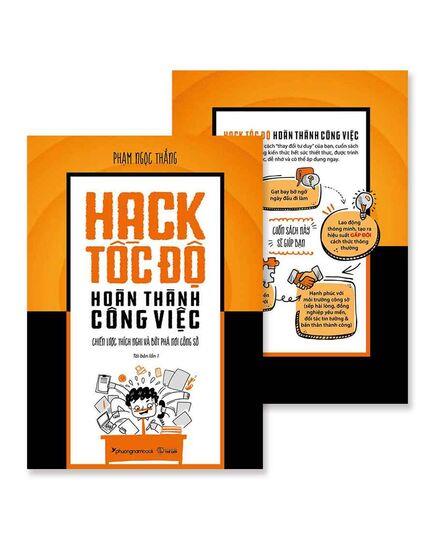 PHẠM NGỌC THẮNG
HACK
TỐC ĐỘ
HOÀN THÀNH
CÔNG VIỆC
CHIẾN LƯỢC THÍCH NGHI VÀ BỨT PHÁ NƠI CÔNG SỞ
Tái bản lần 1
phuongnambook
Thế Giới
HACK TỐC ĐỘ HOÀN THÀNH CÔNG VIỆC
cách "thay đổi tư duy" của bạn, cuốn sách
ng kiến thức hết sức thiết thực, được trình
c, dễ nhớ và có thể áp dụng ngay.
Gạt bay bỡ ngỡ
ngày đầu đi làm
CUỐN SÁCH NÀY
SẼ GIÚP BẠN
Lao động
thông minh, tạo ra
hiệu suất GẤP ĐÔI
cách thức thông
thường
Hạnh phúc với
môi trường công sở
(sếp hài lòng, đồng
nghiệp yêu mến,
đối tác tin tưởng &
bản thân thành công)